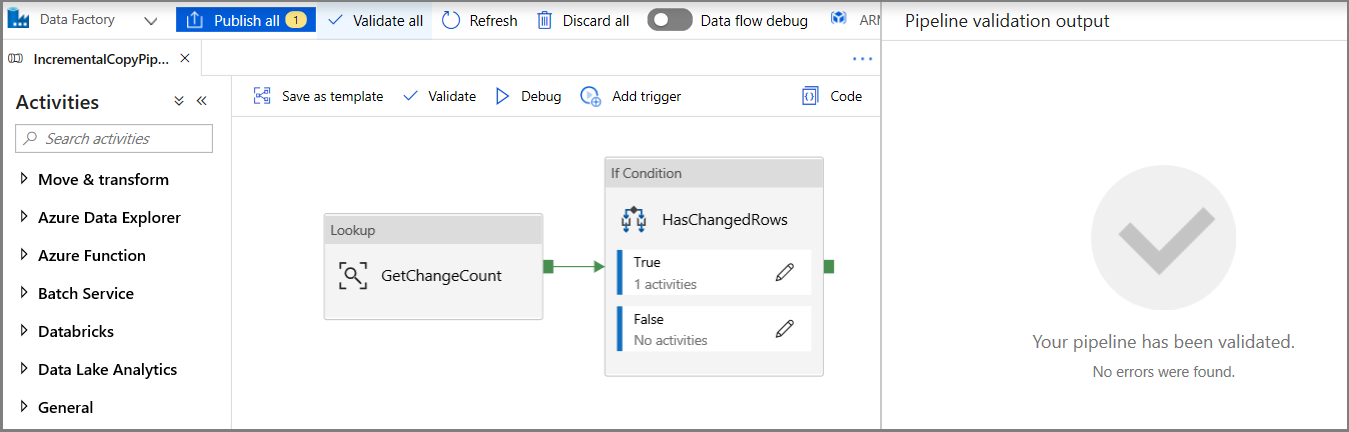 Data Factory
Publish all 1
Validate all
Refresh
Discard all
Data flow debug
Pipeline validation output
IncrementalCopyPip...
Activities
Save as template
Validate
Debug
Add trigger
Code
Search activities
Move & transform
Azure Data Explorer
Azure Function
Batch Service
Databricks
Data Lake Analytics
General
Lookup
GetChangeCount
If Condition
HasChangedRows
True
1 activities
False
No activities
Your pipeline has been validated.
No errors were found.